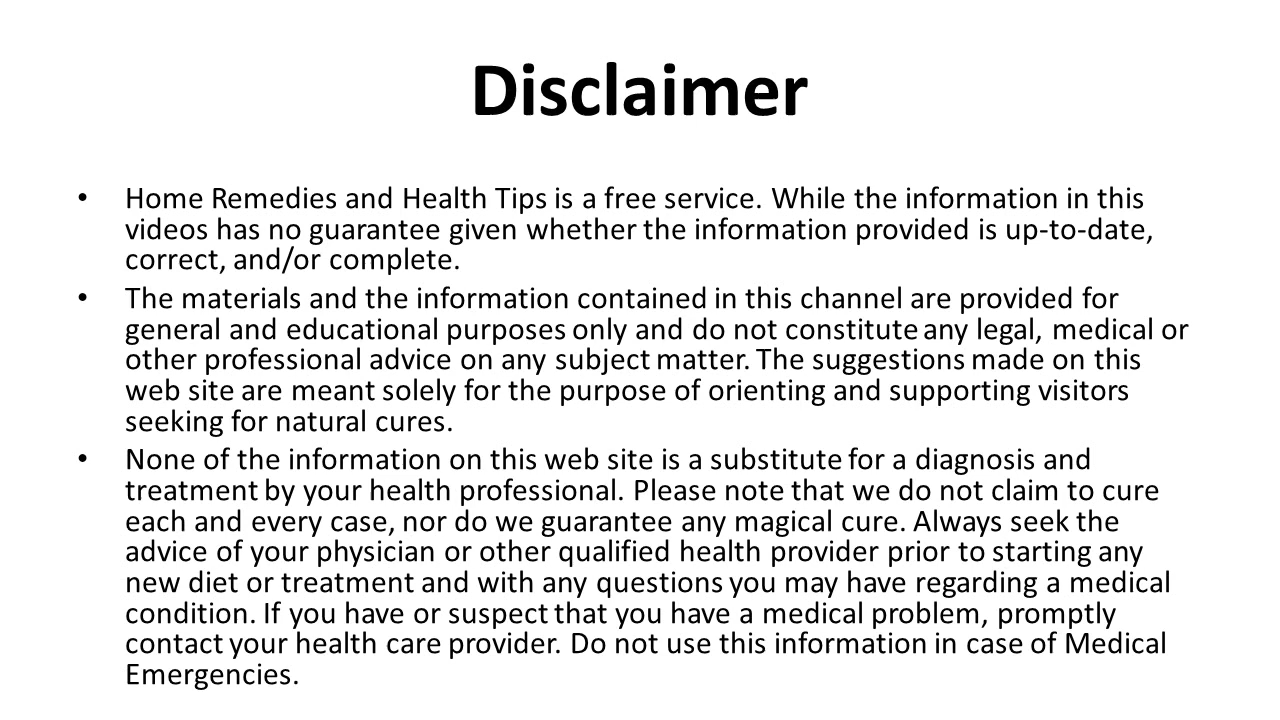 Disclaimer
• Home Remedies and Health Tips is a free service. While the information in this
videos has no guarantee given whether the information provided is up-to-date,
correct, and/or complete.
• The materials and the information contained in this channel are provided for
general and educational purposes only and do not constitute any legal, medical or
other professional advice on any subject matter. The suggestions made on this
web site are meant solely for the purpose of orienting and supporting visitors
seeking for natural cures.
• None of the information on this web site is a substitute for a diagnosis and
treatment by your health professional. Please note that we do not claim to cure
each and every case, nor do we guarantee any magical cure. Always seek the
advice of your physician or other qualified health provider prior to starting any
new diet or treatment and with any questions you may have regarding a medical
condition. If you have or suspect that you have a medical problem, promptly
contact your health care provider. Do not use this information in case of Medical
Emergencies.